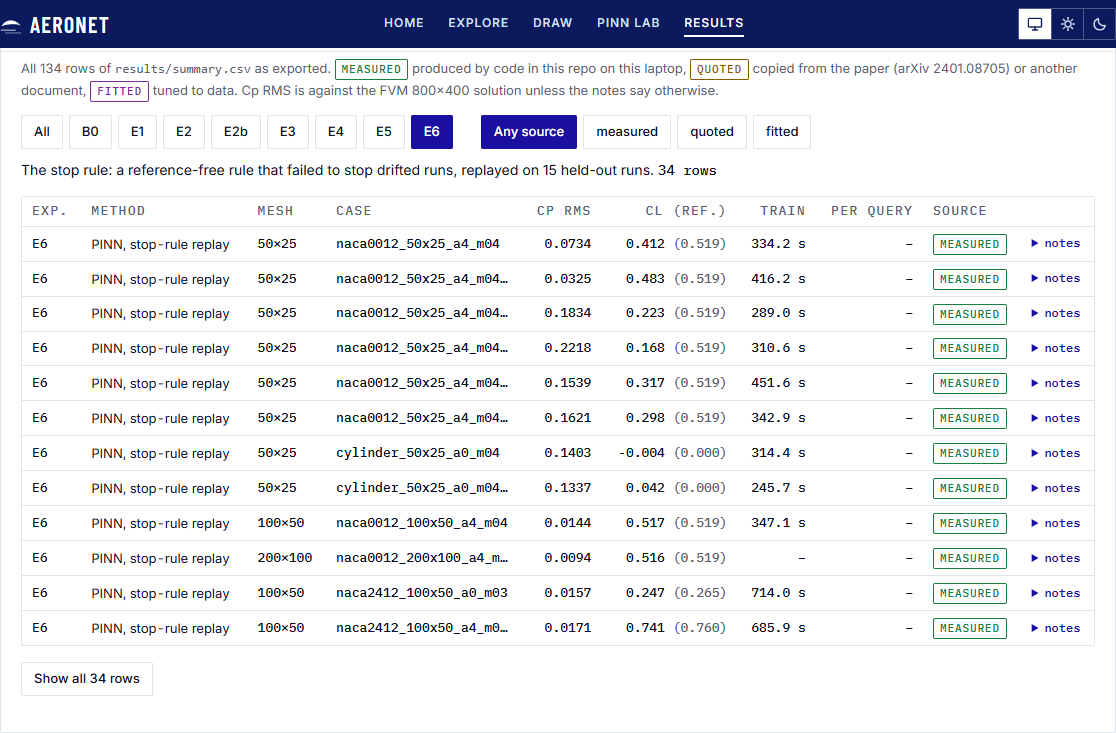 AERONET
HOME EXPLORE DRAW PINN LAB RESULTS
All 134 rows of results/summary.csv as exported. MEASURED produced by code in this repo on this laptop, QUOTED copied from the paper (arXiv 2401.08705) or another
document, FITTED tuned to data. Cp RMS is against the FVM 800×400 solution unless the notes say otherwise.
All B0 E1 E2 E2b E3 E4 E5 E6 Any source measured quoted fitted
The stop rule: a reference-free rule that failed to stop drifted runs, replayed on 15 held-out runs. 34 rows
EXP. METHOD MESH CASE CP RMS CL (REF.) TRAIN PER QUERY SOURCE
E6 PINN, stop-rule replay 50×25 naca0012_50x25_a4_m04 0.0734 0.412 (0.519) 334.2 s – MEASURED ▶ notes
E6 PINN, stop-rule replay 50×25 naca0012_50x25_a4_m04… 0.0325 0.483 (0.519) 416.2 s – MEASURED ▶ notes
E6 PINN, stop-rule replay 50×25 naca0012_50x25_a4_m04… 0.1834 0.223 (0.519) 289.0 s – MEASURED ▶ notes
E6 PINN, stop-rule replay 50×25 naca0012_50x25_a4_m04… 0.2218 0.168 (0.519) 310.6 s – MEASURED ▶ notes
E6 PINN, stop-rule replay 50×25 naca0012_50x25_a4_m04… 0.1539 0.317 (0.519) 451.6 s – MEASURED ▶ notes
E6 PINN, stop-rule replay 50×25 naca0012_50x25_a4_m04… 0.1621 0.298 (0.519) 342.9 s – MEASURED ▶ notes
E6 PINN, stop-rule replay 50×25 cylinder_50x25_a0_m04 0.1403 -0.004 (0.000) 314.4 s – MEASURED ▶ notes
E6 PINN, stop-rule replay 50×25 cylinder_50x25_a0_m04… 0.1337 0.042 (0.000) 245.7 s – MEASURED ▶ notes
E6 PINN, stop-rule replay 100×50 naca0012_100x50_a4_m04 0.0144 0.517 (0.519) 347.1 s – MEASURED ▶ notes
E6 PINN, stop-rule replay 200×100 naca0012_200x100_a4_m… 0.0094 0.516 (0.519) – – MEASURED ▶ notes
E6 PINN, stop-rule replay 100×50 naca2412_100x50_a0_m03 0.0157 0.247 (0.265) 714.0 s – MEASURED ▶ notes
E6 PINN, stop-rule replay 100×50 naca2412_100x50_a4_m0… 0.0171 0.741 (0.760) 685.9 s – MEASURED ▶ notes
Show all 34 rows